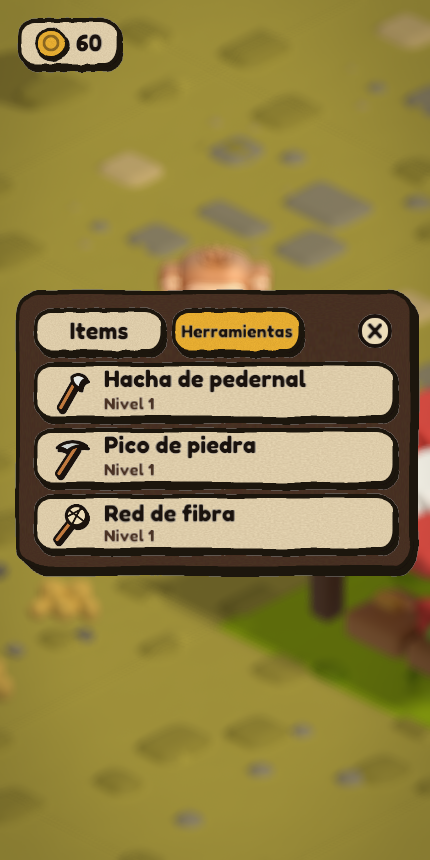 60
Items
Herramientas
Hacha de pedernal
Nivel 1
Pico de piedra
Nivel 1
Red de fibra
Nivel 1